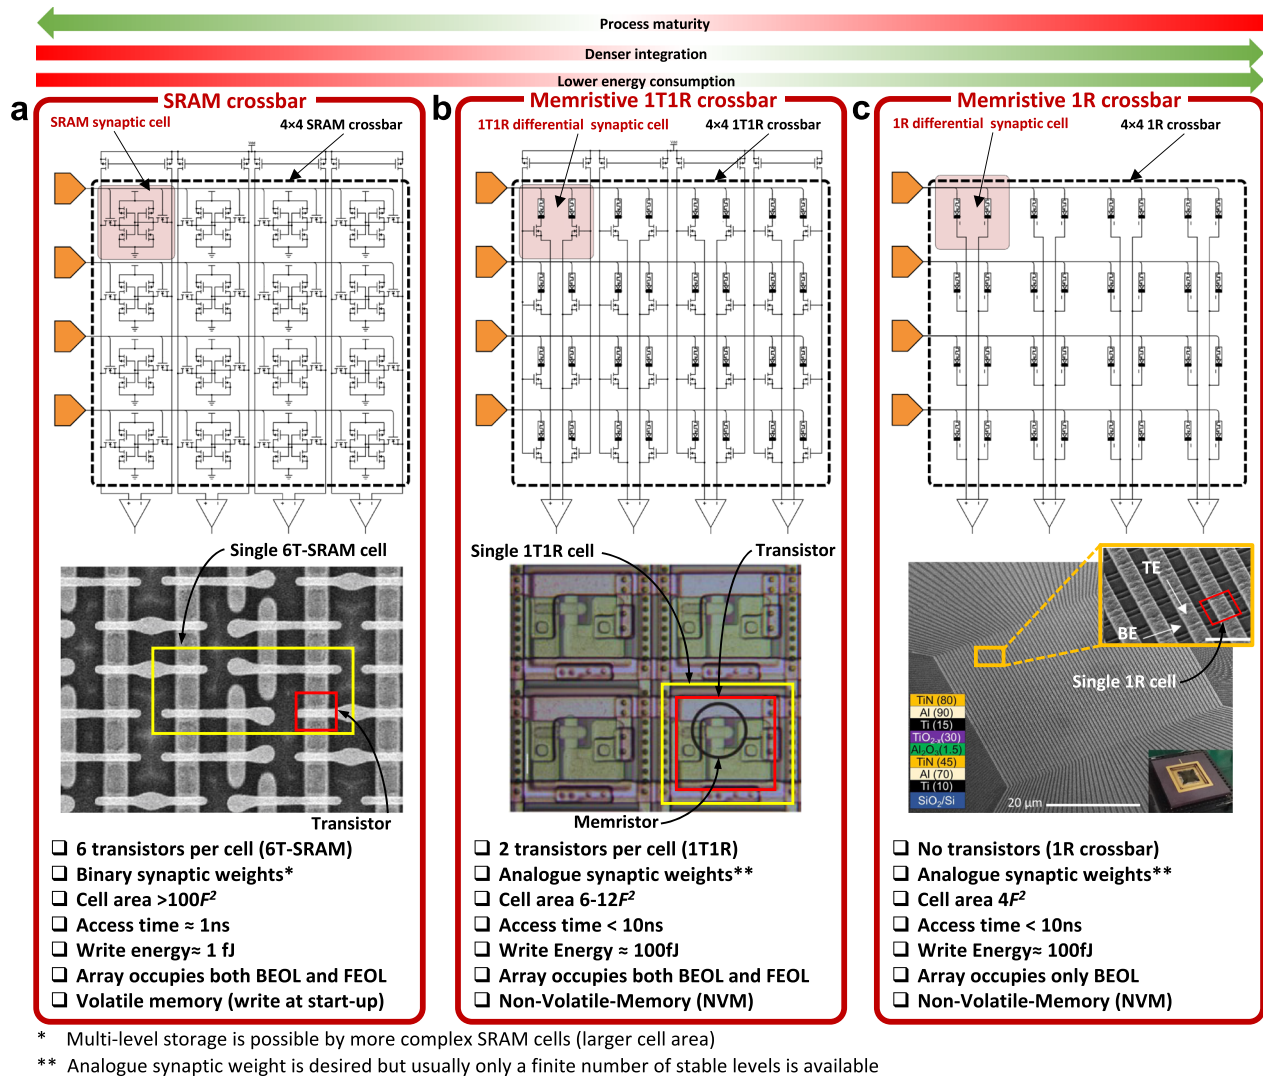 Process maturity
Denser integration
Lower energy consumption
a
SRAM crossbar
SRAM synaptic cell
4×4 SRAM crossbar
Single 6T-SRAM cell
Transistor
❑ 6 transistors per cell (6T-SRAM)
❑ Binary synaptic weights*
❑ Cell area >100F²
❑ Access time ≈ 1ns
❑ Write energy≈ 1 fJ
❑ Array occupies both BEOL and FEOL
❑ Volatile memory (write at start-up)
b
Memristive 1T1R crossbar
1T1R differential synaptic cell
4×4 1T1R crossbar
Single 1T1R cell
Transistor
Memristor
❑ 2 transistors per cell (1T1R)
❑ Analogue synaptic weights**
❑ Cell area 6-12F²
❑ Access time < 10ns
❑ Write Energy ≈ 100fJ
❑ Array occupies both BEOL and FEOL
❑ Non-Volatile-Memory (NVM)
c
Memristive 1R crossbar
1R differential synaptic cell
4×4 1R crossbar
TE
BE
Single 1R cell
TiN (80)
Al (90)
Ti (15)
TiO₂₋ₓ(30)
Al₂O₃(1.5)
TiN (45)
Al (70)
Ti (10)
SiO₂/Si
20 µm
❑ No transistors (1R crossbar)
❑ Analogue synaptic weights**
❑ Cell area 4F²
❑ Access time < 10ns
❑ Write Energy≈ 100fJ
❑ Array occupies only BEOL
❑ Non-Volatile-Memory (NVM)
* Multi-level storage is possible by more complex SRAM cells (larger cell area)
** Analogue synaptic weight is desired but usually only a finite number of stable levels is available